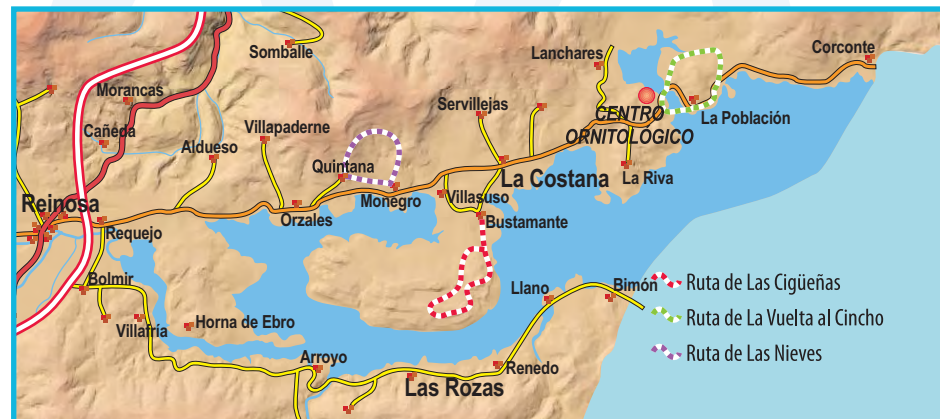 Somballe
Lanchares
Corconte
Morancas
Servillejas
CENTRO
ORNITOLÓGICO
La Población
Cañeda
Villapaderne
Aldueso
Quintana
La Costana
La Riva
Reinosa
Monegro
Villasuso
Orzales
Requejo
Bustamante
Bolmir
Llano
Bimón
Ruta de Las Cigüeñas
Villafría
Horna de Ebro
Ruta de La Vuelta al Cincho
Arroyo
Renedo
Ruta de Las Nieves
Las Rozas